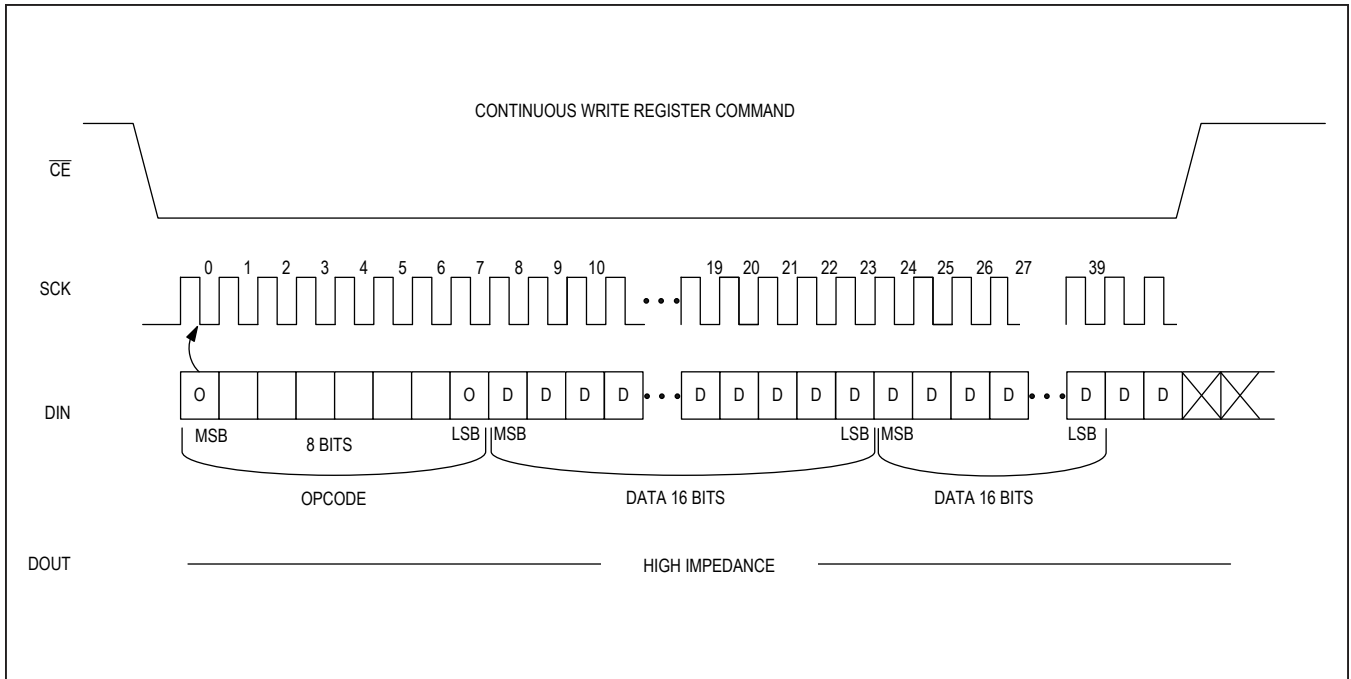 CONTINUOUS WRITE REGISTER COMMAND
CE
0 1 2 3 4 5 6 7 8 9 10 19 20 21 22 23 24 25 26 27 39
SCK
O O D D D D D D D D D D D D D D D D
DIN
MSB 8 BITS LSB MSB LSB MSB LSB
OPCODE DATA 16 BITS DATA 16 BITS
DOUT HIGH IMPEDANCE